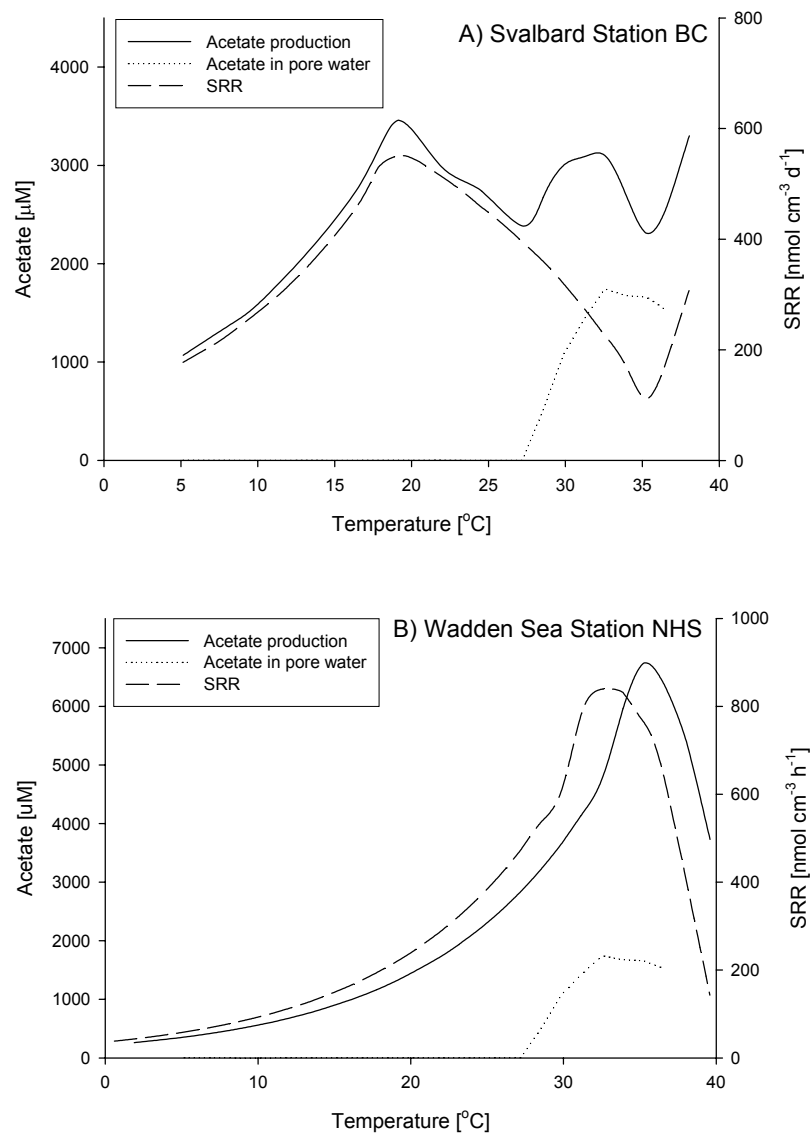 A) Svalbard Station BC
Acetate production
Acetate in pore water
SRR
Acetate [µM]
4000
3000
2000
1000
0
SRR [nmol cm⁻³ d⁻¹]
800
600
400
200
0
0 5 10 15 20 25 30 35 40
Temperature [°C]
B) Wadden Sea Station NHS
Acetate production
Acetate in pore water
SRR
Acetate [uM]
7000
6000
5000
4000
3000
2000
1000
0
SRR [nmol cm⁻³ h⁻¹]
1000
800
600
400
200
0
0 10 20 30 40
Temperature [°C]